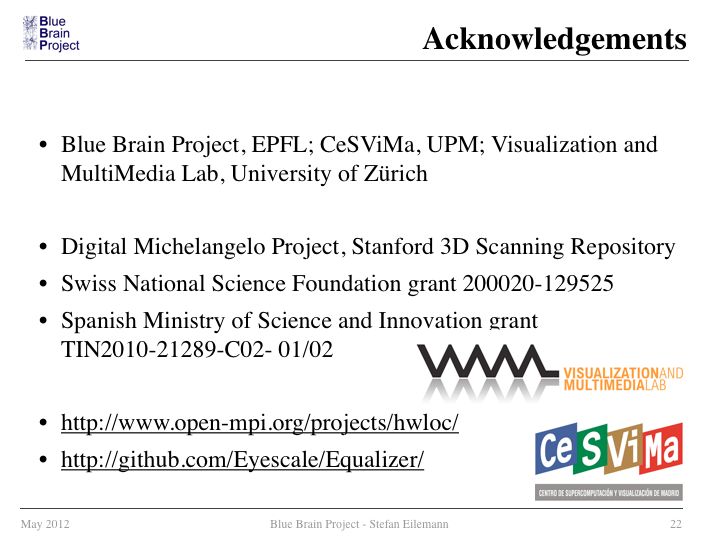 Blue
Brain
Project
Acknowledgements
• Blue Brain Project, EPFL; CeSViMa, UPM; Visualization and
MultiMedia Lab, University of Zürich
• Digital Michelangelo Project, Stanford 3D Scanning Repository
• Swiss National Science Foundation grant 200020-129525
• Spanish Ministry of Science and Innovation grant
TIN2010-21289-C02- 01/02
VISUALIZATIONAND
MULTIMEDIALAB
• http://www.open-mpi.org/projects/hwloc/
• http://github.com/Eyescale/Equalizer/
CeSViMa
CENTRO DE SUPERCOMPUTACIÓN Y VISUALIZACIÓN DE MADRID
May 2012
Blue Brain Project - Stefan Eilemann
22